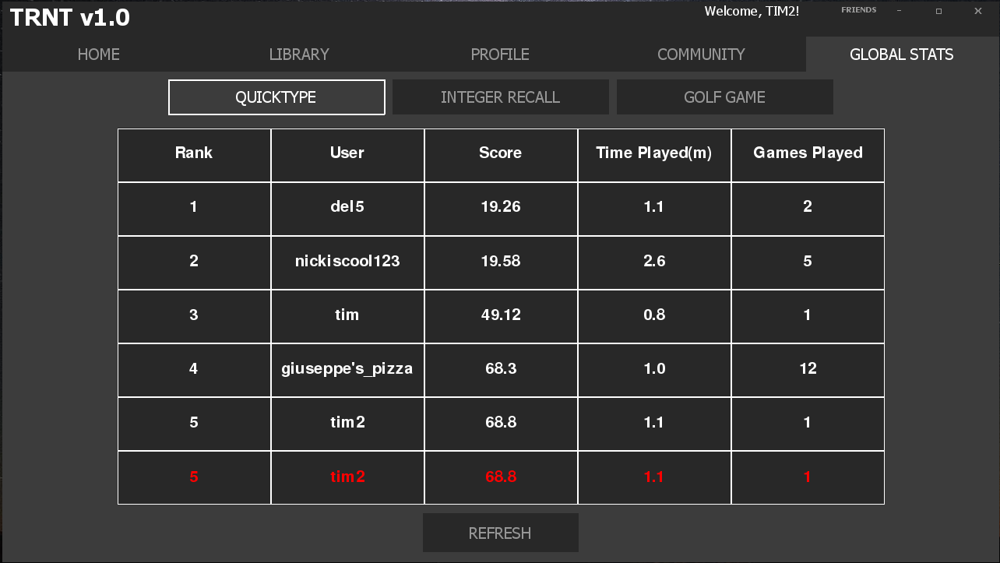 TRNT v1.0
Welcome, TIM2!
FRIENDS
HOME LIBRARY PROFILE COMMUNITY GLOBAL STATS
QUICKTYPE INTEGER RECALL GOLF GAME
Rank User Score Time Played(m) Games Played
1 del5 19.26 1.1 2
2 nickiscool123 19.58 2.6 5
3 tim 49.12 0.8 1
4 giuseppe's_pizza 68.3 1.0 12
5 tim2 68.8 1.1 1
5 tim2 68.8 1.1 1
REFRESH